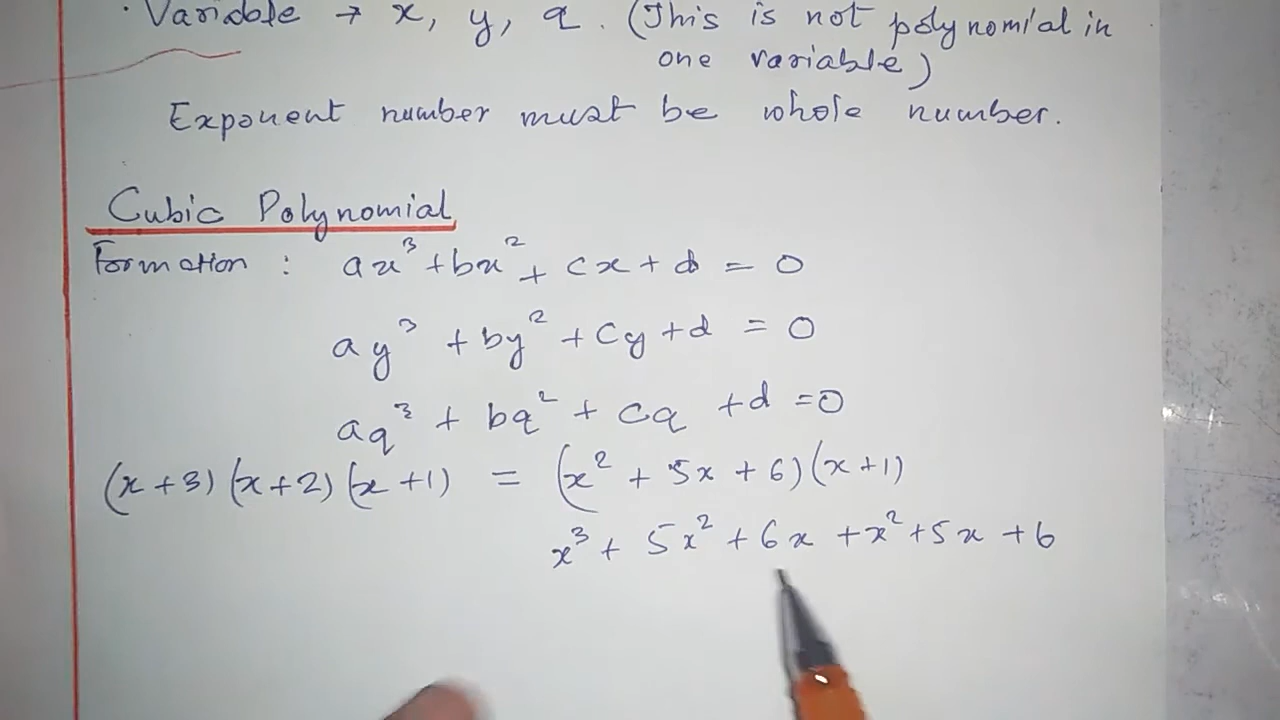 · Variable → x, y, q. (This is not polynomial in
one variable)
Exponent number must be whole number.
Cubic Polynomial
Formation : ax³ + bx² + cx + d = 0
ay³ + by² + cy + d = 0
aq³ + bq² + cq + d = 0
(x+3)(x+2)(x+1) = (x² + 5x + 6)(x+1)
x³ + 5x² + 6x + x² + 5x + 6